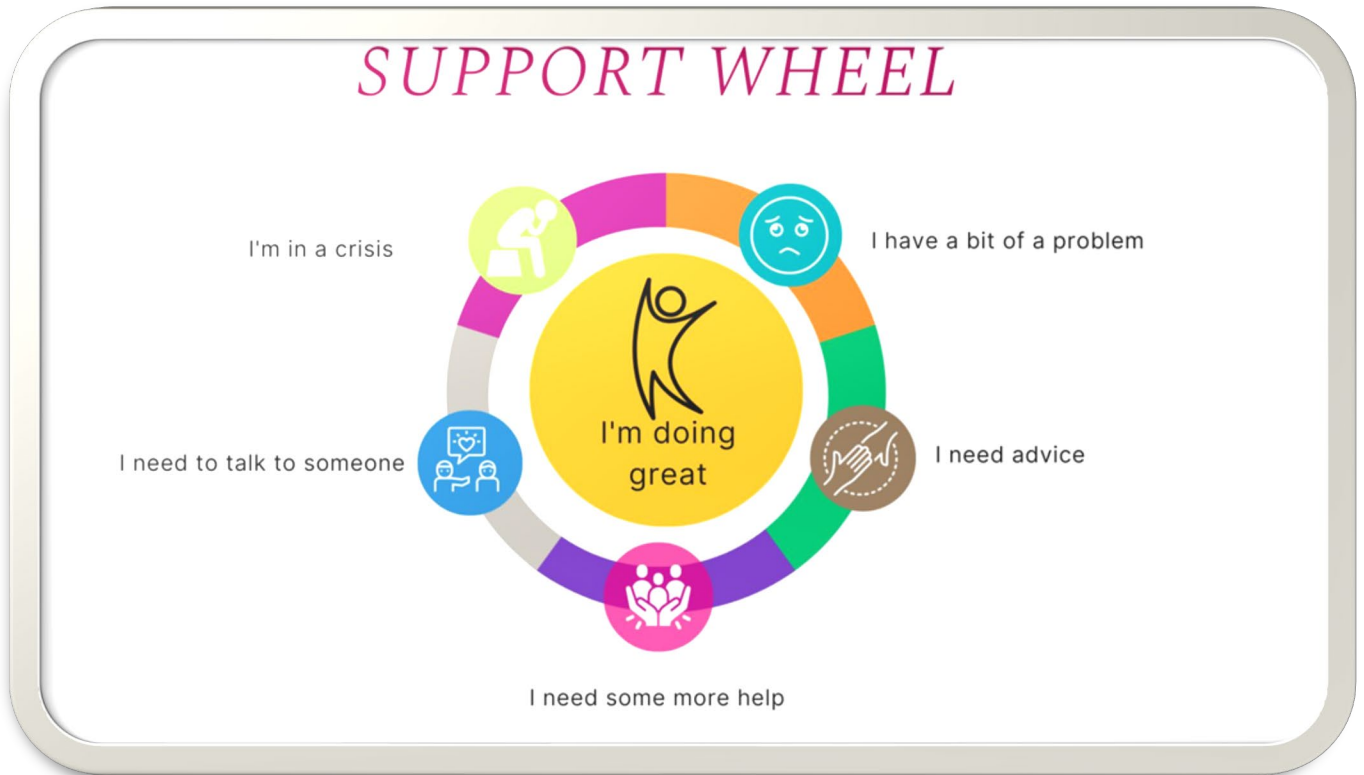 SUPPORT WHEEL
I'm in a crisis
I have a bit of a problem
I'm doing
great
I need to talk to someone
I need advice
I need some more help